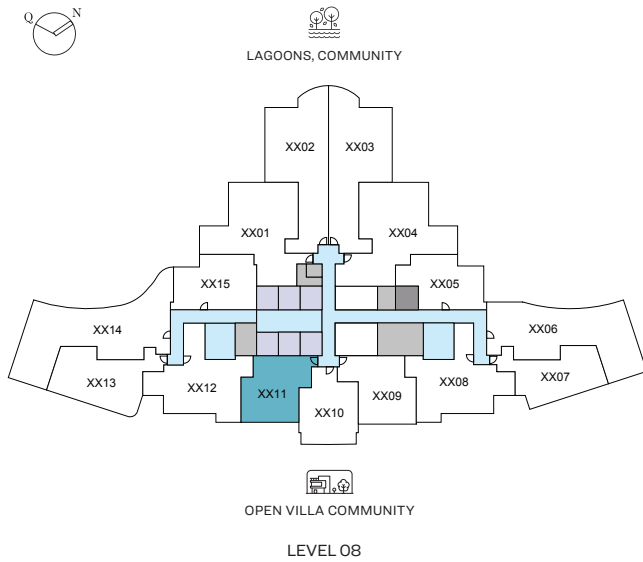 Q N
LAGOONS, COMMUNITY
XX02 XX03
XX01 XX04
XX15 XX05
XX14 XX06
XX13 XX12 XX11 XX10 XX09 XX08 XX07
OPEN VILLA COMMUNITY
LEVEL 08